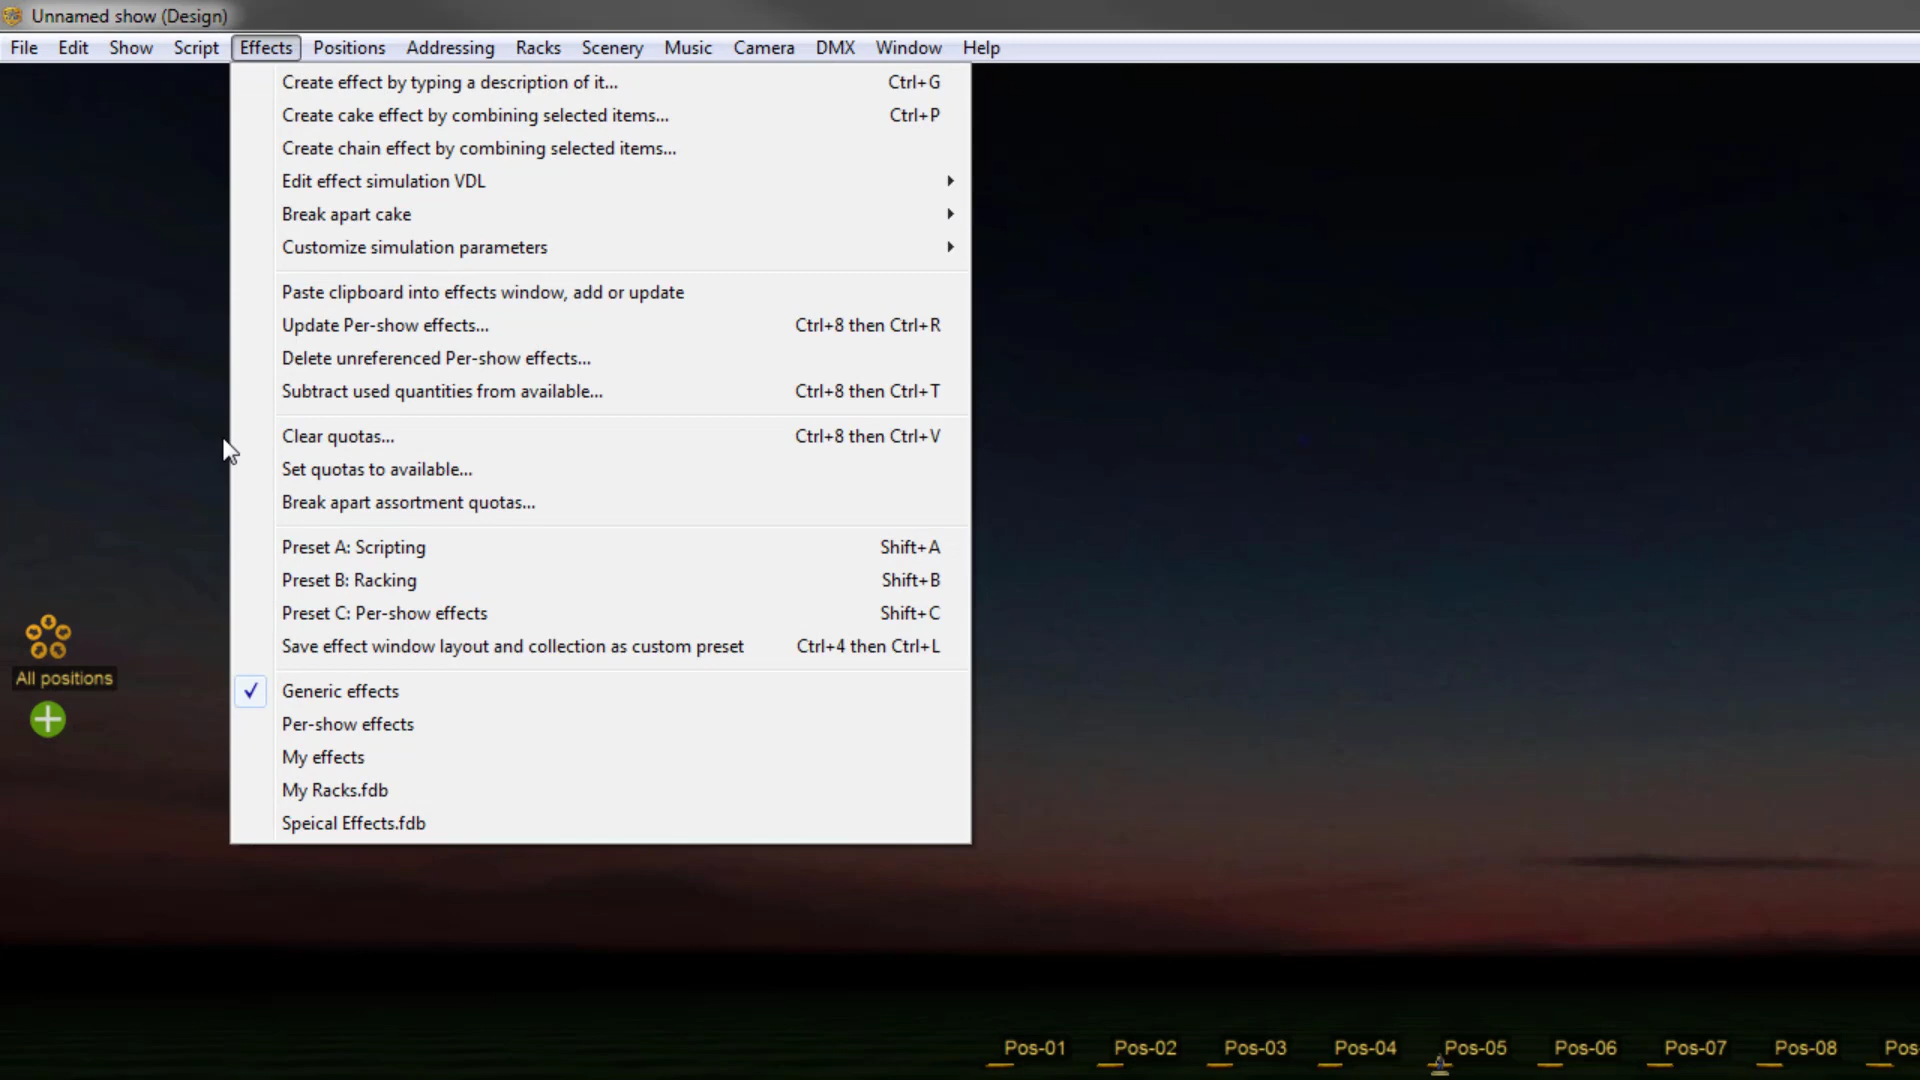 Unnamed show (Design)
File Edit Show Script Effects Positions Addressing Racks Scenery Music Camera DMX Window Help
Create effect by typing a description of it... Ctrl+G
Create cake effect by combining selected items... Ctrl+P
Create chain effect by combining selected items...
Edit effect simulation VDL
Break apart cake
Customize simulation parameters
Paste clipboard into effects window, add or update
Update Per-show effects... Ctrl+8 then Ctrl+R
Delete unreferenced Per-show effects...
Subtract used quantities from available... Ctrl+8 then Ctrl+T
Clear quotas... Ctrl+8 then Ctrl+V
Set quotas to available...
Break apart assortment quotas...
Preset A: Scripting Shift+A
Preset B: Racking Shift+B
Preset C: Per-show effects Shift+C
Save effect window layout and collection as custom preset Ctrl+4 then Ctrl+L
Generic effects
Per-show effects
My effects
My Racks.fdb
Speical Effects.fdb
All positions
Pos-01 Pos-02 Pos-03 Pos-04 Pos-05 Pos-06 Pos-07 Pos-08 Pos